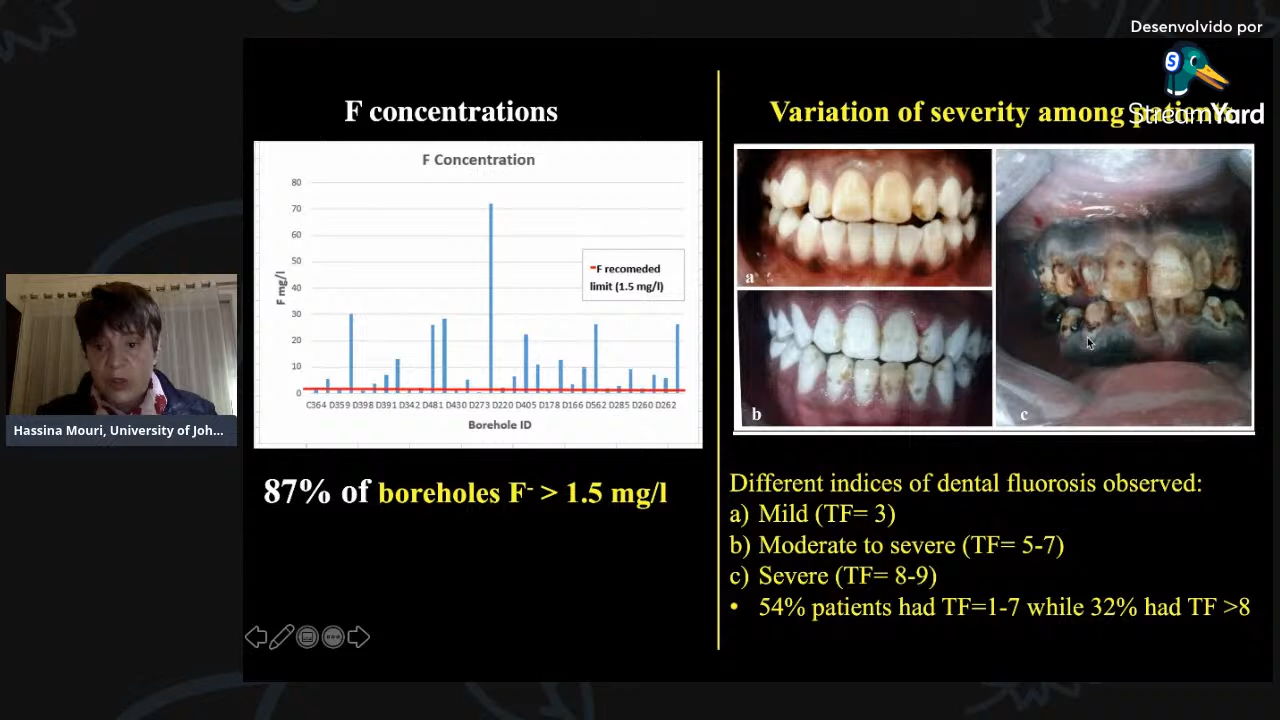 Desenvolvido por
StreamYard
F concentrations
Variation of severity among patients
F Concentration
F mg/l
80
70
60
50
40
30
20
10
0
F recomeded
limit (1.5 mg/l)
C364 D359 D398 D391 D342 D481 D430 D273 D220 D405 D178 D166 D562 D285 D260 D262
Borehole ID
a
b
c
Hassina Mouri, University of Joh...
87% of boreholes F- > 1.5 mg/l
Different indices of dental fluorosis observed:
a) Mild (TF= 3)
b) Moderate to severe (TF= 5-7)
c) Severe (TF= 8-9)
• 54% patients had TF=1-7 while 32% had TF >8